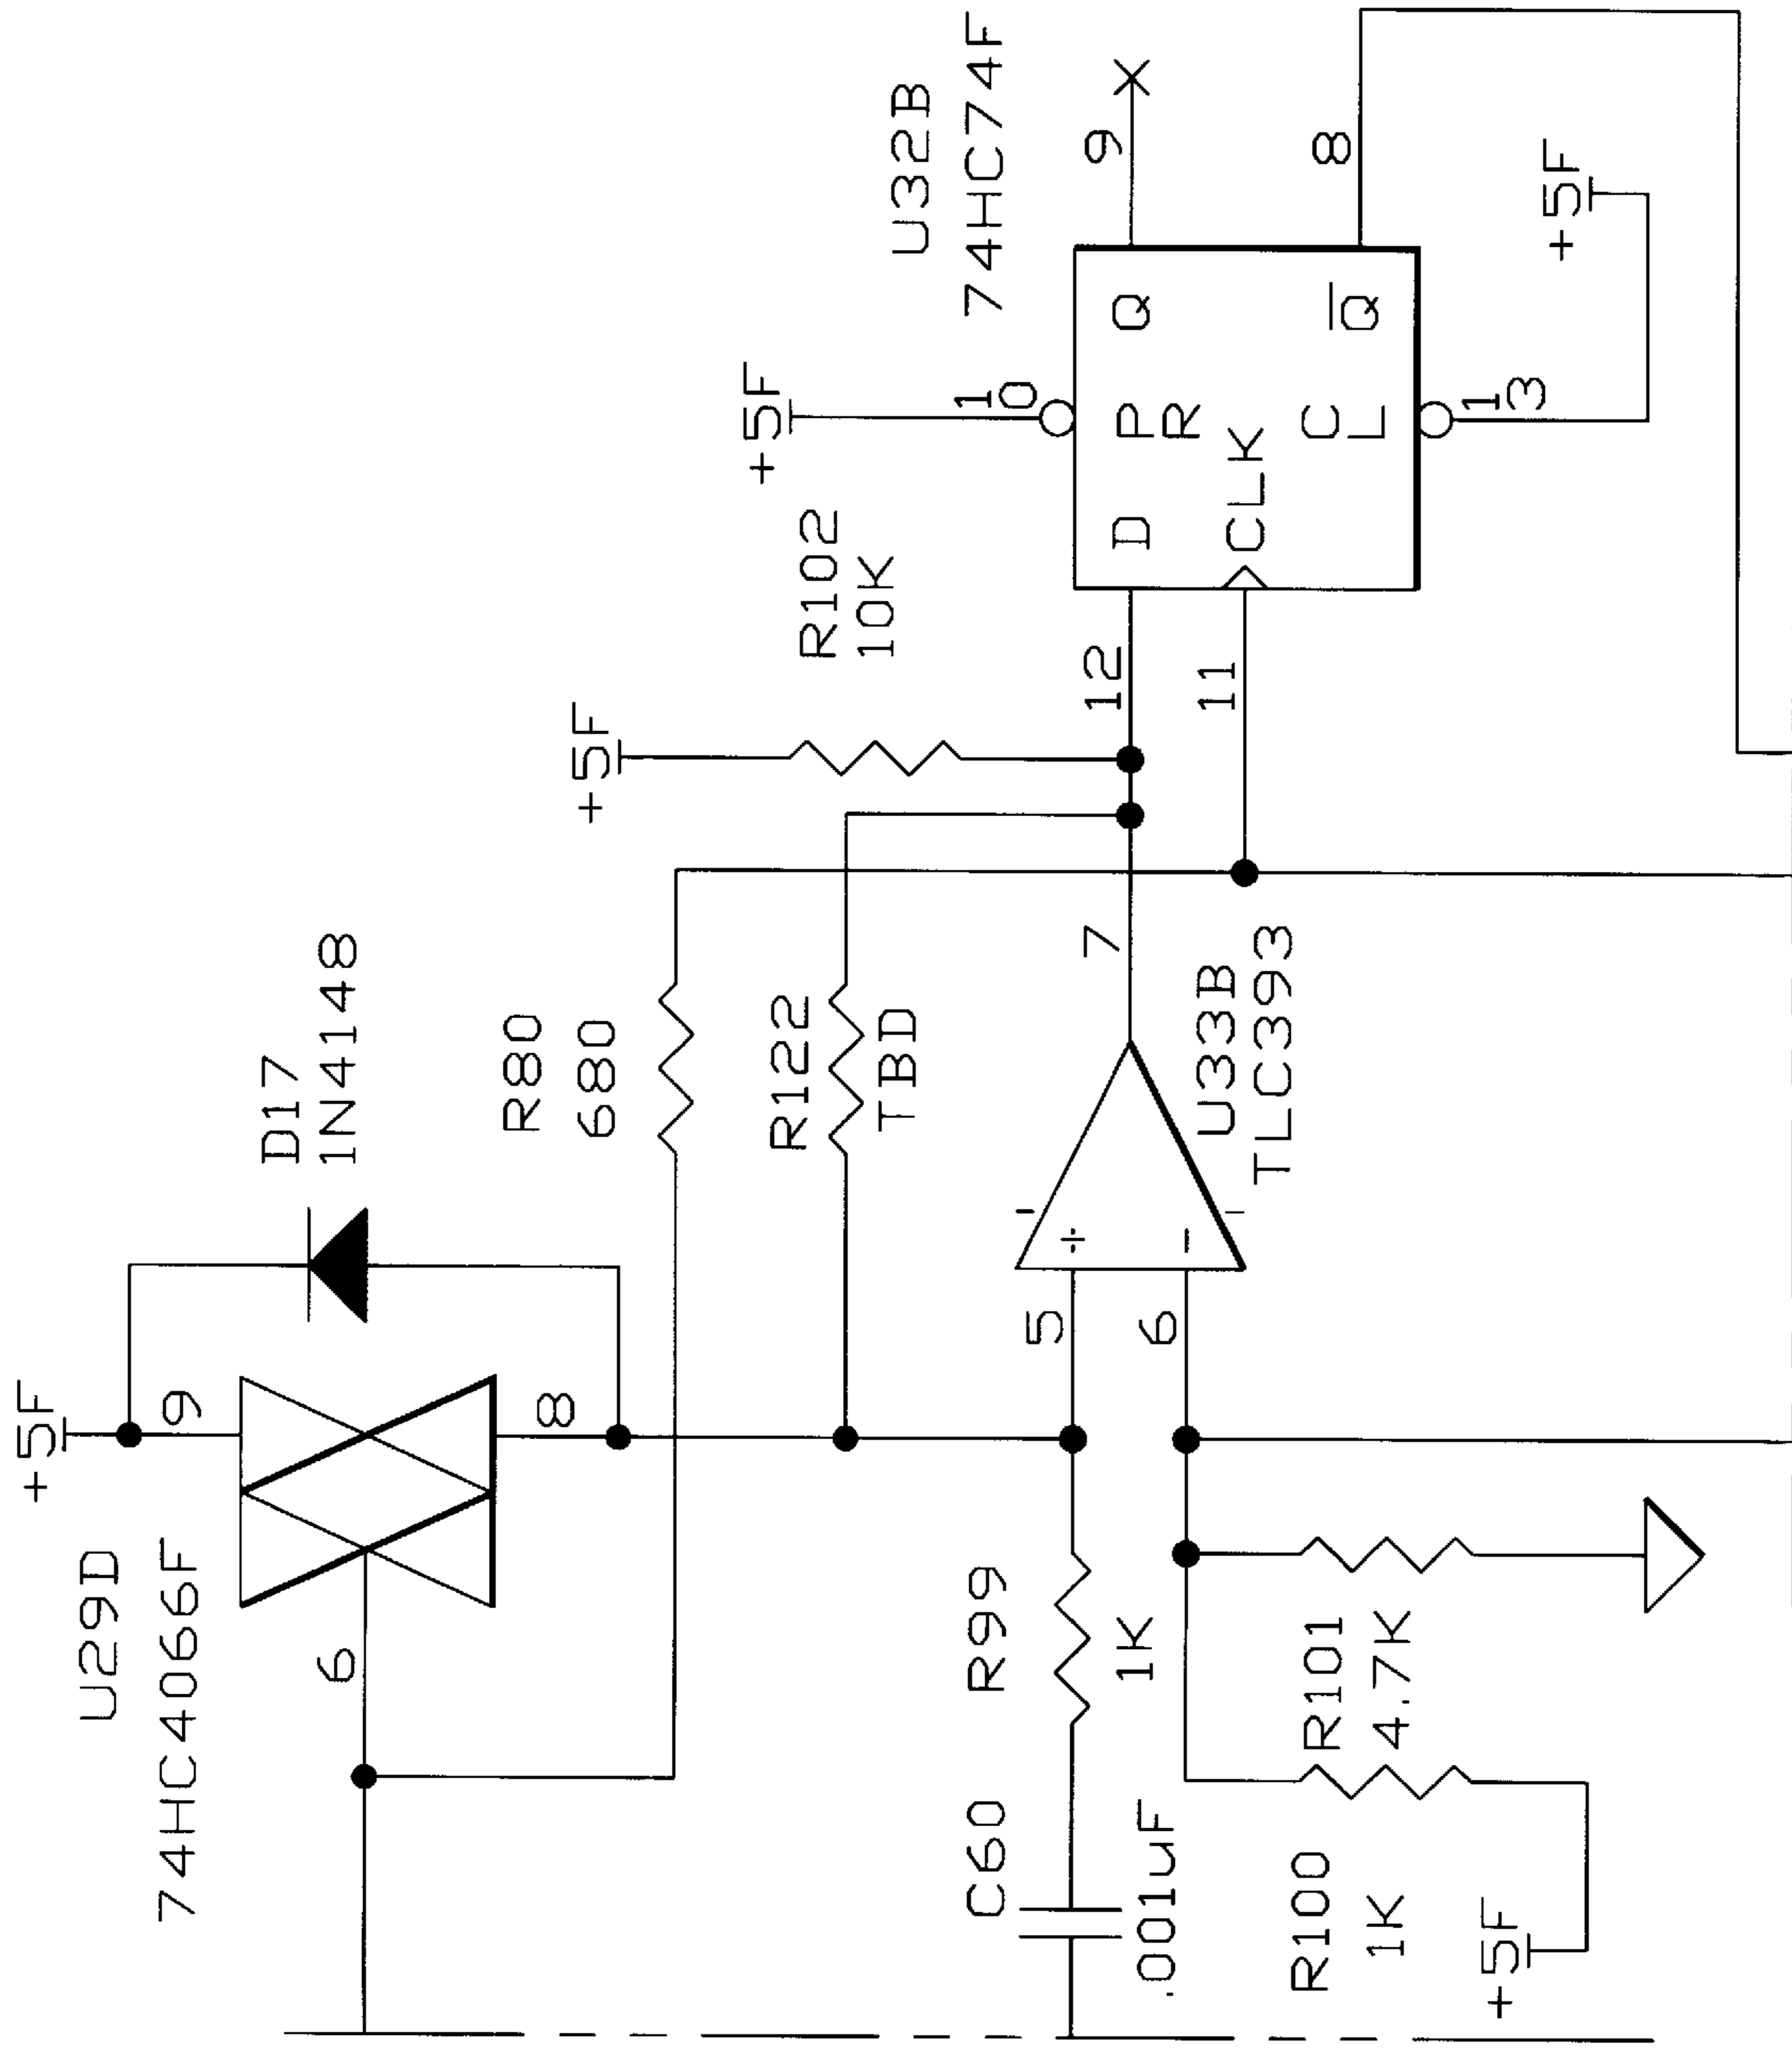 +5F
9
U29D
74HC4066F
6
8
D17
1N4148
R80
680
R122
TBD
+5F
R102
10K
+5F
U32B
74HC74F
10
9
D
PR
Q
CLK
CL
Q̅
12
11
8
13
+5F
5
+
6
-
7
U33B
TLC393
R99
1K
C60
.001uF
R101
4.7K
R100
1K
+5F